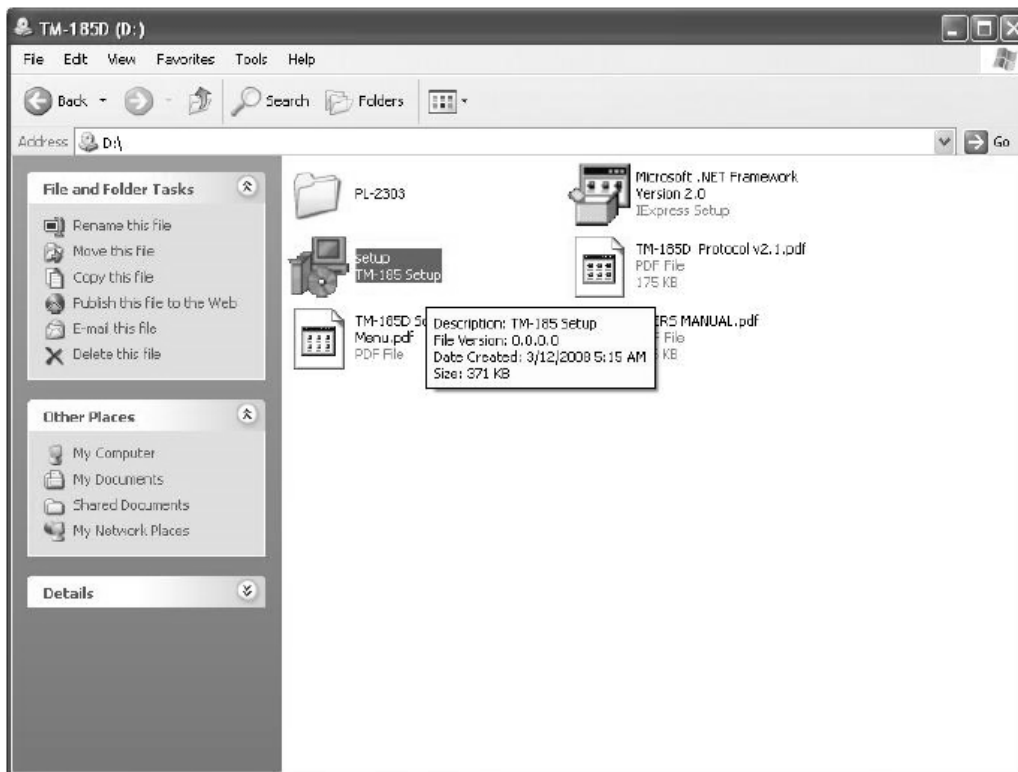 TM-185D (D:)
File Edit View Favorites Tools Help
Back Search Folders
Address D:\ Go
File and Folder Tasks
Rename this file
Move this file
Copy this file
Publish this file to the Web
E-mail this file
Delete this file
Other Places
My Computer
My Documents
Shared Documents
My Network Places
Details
PL-2303
Microsoft .NET Framework
Version 2.0
IExpress Setup
setup
TM-185 Setup
TM-185D Protocol v2.1.pdf
PDF File
175 KB
TM-185D
Menu.pdf
PDF File
MANUAL.pdf
File
KB
Description: TM-185 Setup
File Version: 0.0.0.0
Date Created: 3/12/2008 5:15 AM
Size: 371 KB